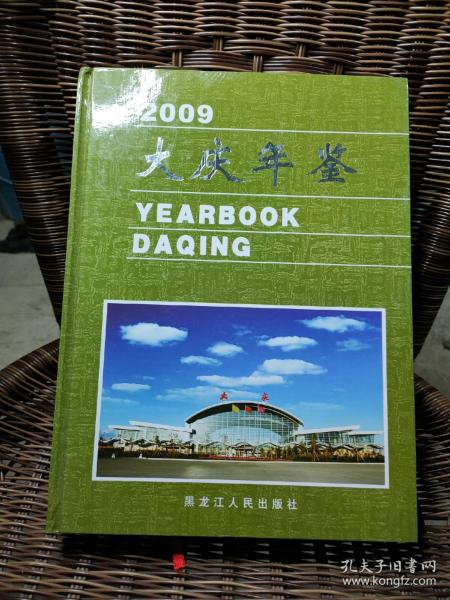 2009
大庆年鉴
YEARBOOK
DAQING
大庆
黑龙江人民出版社
孔夫子旧书网
www.kongfz.com